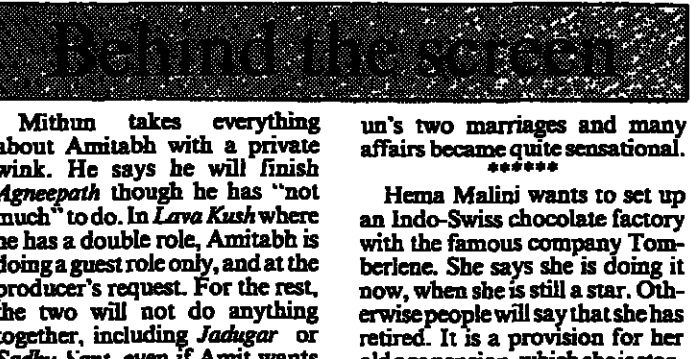 Behind the screen
Mithun takes everything
about Amitabh with a private
wink. He says he will finish
Agneepath though he has "not
much" to do. In Lava Kush where
he has a double role, Amitabh is
doing a guest role only, and at the
producer's request. For the rest,
the two will not do anything
together, including Jadugar or
even if Amit wants
un's two marriages and many
affairs became quite sensational.
******
Hema Malini wants to set up
an Indo-Swiss chocolate factory
with the famous company Tom-
berlene. She says she is doing it
now, when she is still a star. Oth-
erwise people will say that she has
retired. It is a provision for her